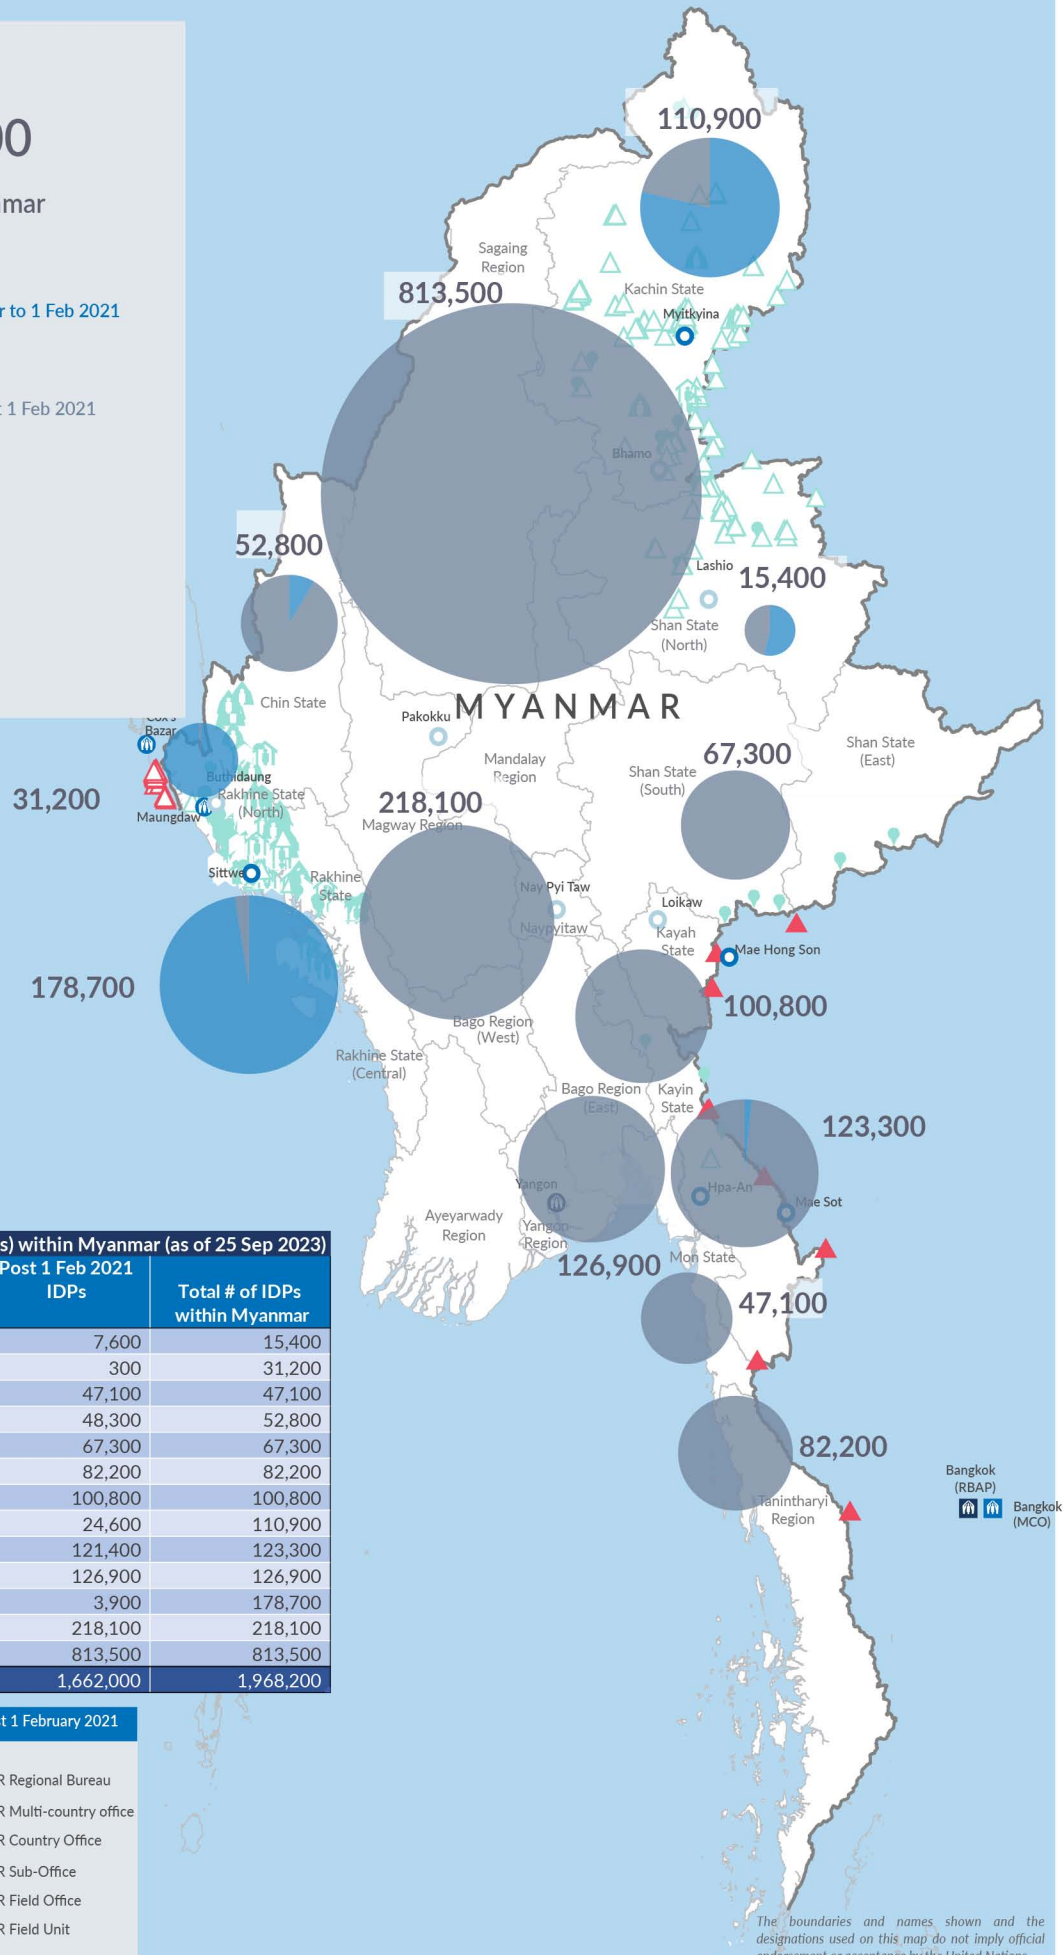 00
mar
r to 1 Feb 2021
t 1 Feb 2021
110,900
Sagaing
Region
813,500
Kachin State
Myitkyina
Bhamo
52,800
Lashio
15,400
Shan State
(North)
Chin State
MYANMAR
Pakokku
Cox's
Bazar
Mandalay
Region
67,300
Shan State
(South)
Shan State
(East)
Buthidaung
31,200
Rakhine State
(North)
Maungdaw
218,100
Magway Region
Sittwe
Rakhine
State
Nay Pyi Taw
Naypyitaw
Loikaw
Kayah
State
Mae Hong Son
178,700
100,800
Bago Region
(West)
Rakhine State
(Central)
Bago Region
(East)
Kayin
State
123,300
Hpa-An
Mae Sot
Yangon
Ayeyarwady
Region
Yangon
Region
126,900
Mon State
47,100
82,200
Tanintharyi
Region
Bangkok
(RBAP)
Bangkok
(MCO)
s) within Myanmar (as of 25 Sep 2023)
Post 1 Feb 2021
IDPs
Total # of IDPs
within Myanmar
7,600 15,400
300 31,200
47,100 47,100
48,300 52,800
67,300 67,300
82,200 82,200
100,800 100,800
24,600 110,900
121,400 123,300
126,900 126,900
3,900 178,700
218,100 218,100
813,500 813,500
1,662,000 1,968,200
t 1 February 2021
R Regional Bureau
R Multi-country office
R Country Office
R Sub-Office
R Field Office
R Field Unit
The boundaries and names shown and the
designations used on this map do not imply official
endorsement or acceptance by the United Nations